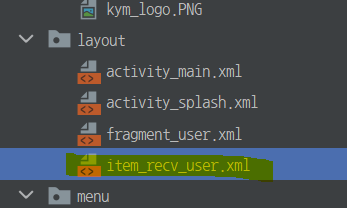 kym_logo.PNG
layout
activity_main.xml
activity_splash.xml
fragment_user.xml
item_recv_user.xml
menu